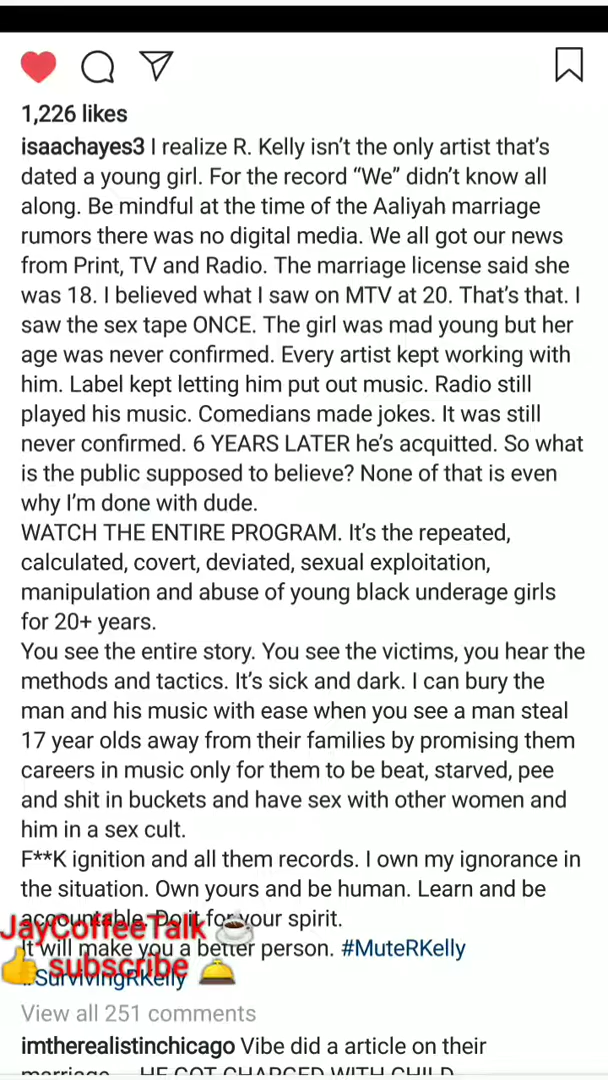 1,226 likes
isaachayes3 I realize R. Kelly isn't the only artist that's
dated a young girl. For the record “We” didn't know all
along. Be mindful at the time of the Aaliyah marriage
rumors there was no digital media. We all got our news
from Print, TV and Radio. The marriage license said she
was 18. I believed what I saw on MTV at 20. That's that. I
saw the sex tape ONCE. The girl was mad young but her
age was never confirmed. Every artist kept working with
him. Label kept letting him put out music. Radio still
played his music. Comedians made jokes. It was still
never confirmed. 6 YEARS LATER he's acquitted. So what
is the public supposed to believe? None of that is even
why I'm done with dude.
WATCH THE ENTIRE PROGRAM. It's the repeated,
calculated, covert, deviated, sexual exploitation,
manipulation and abuse of young black underage girls
for 20+ years.
You see the entire story. You see the victims, you hear the
methods and tactics. It's sick and dark. I can bury the
man and his music with ease when you see a man steal
17 year olds away from their families by promising them
careers in music only for them to be beat, starved, pee
and shit in buckets and have sex with other women and
him in a sex cult.
F**K ignition and all them records. I own my ignorance in
the situation. Own yours and be human. Learn and be
accountable. Do it for your spirit.
JayCoffeeTalk
It will make you a better person. #MuteRKelly
subscribe
#SurvivingRKelly
View all 251 comments
imtherealistinchicago Vibe did a article on their
marriage HE GOT CHARGED WITH CHILD